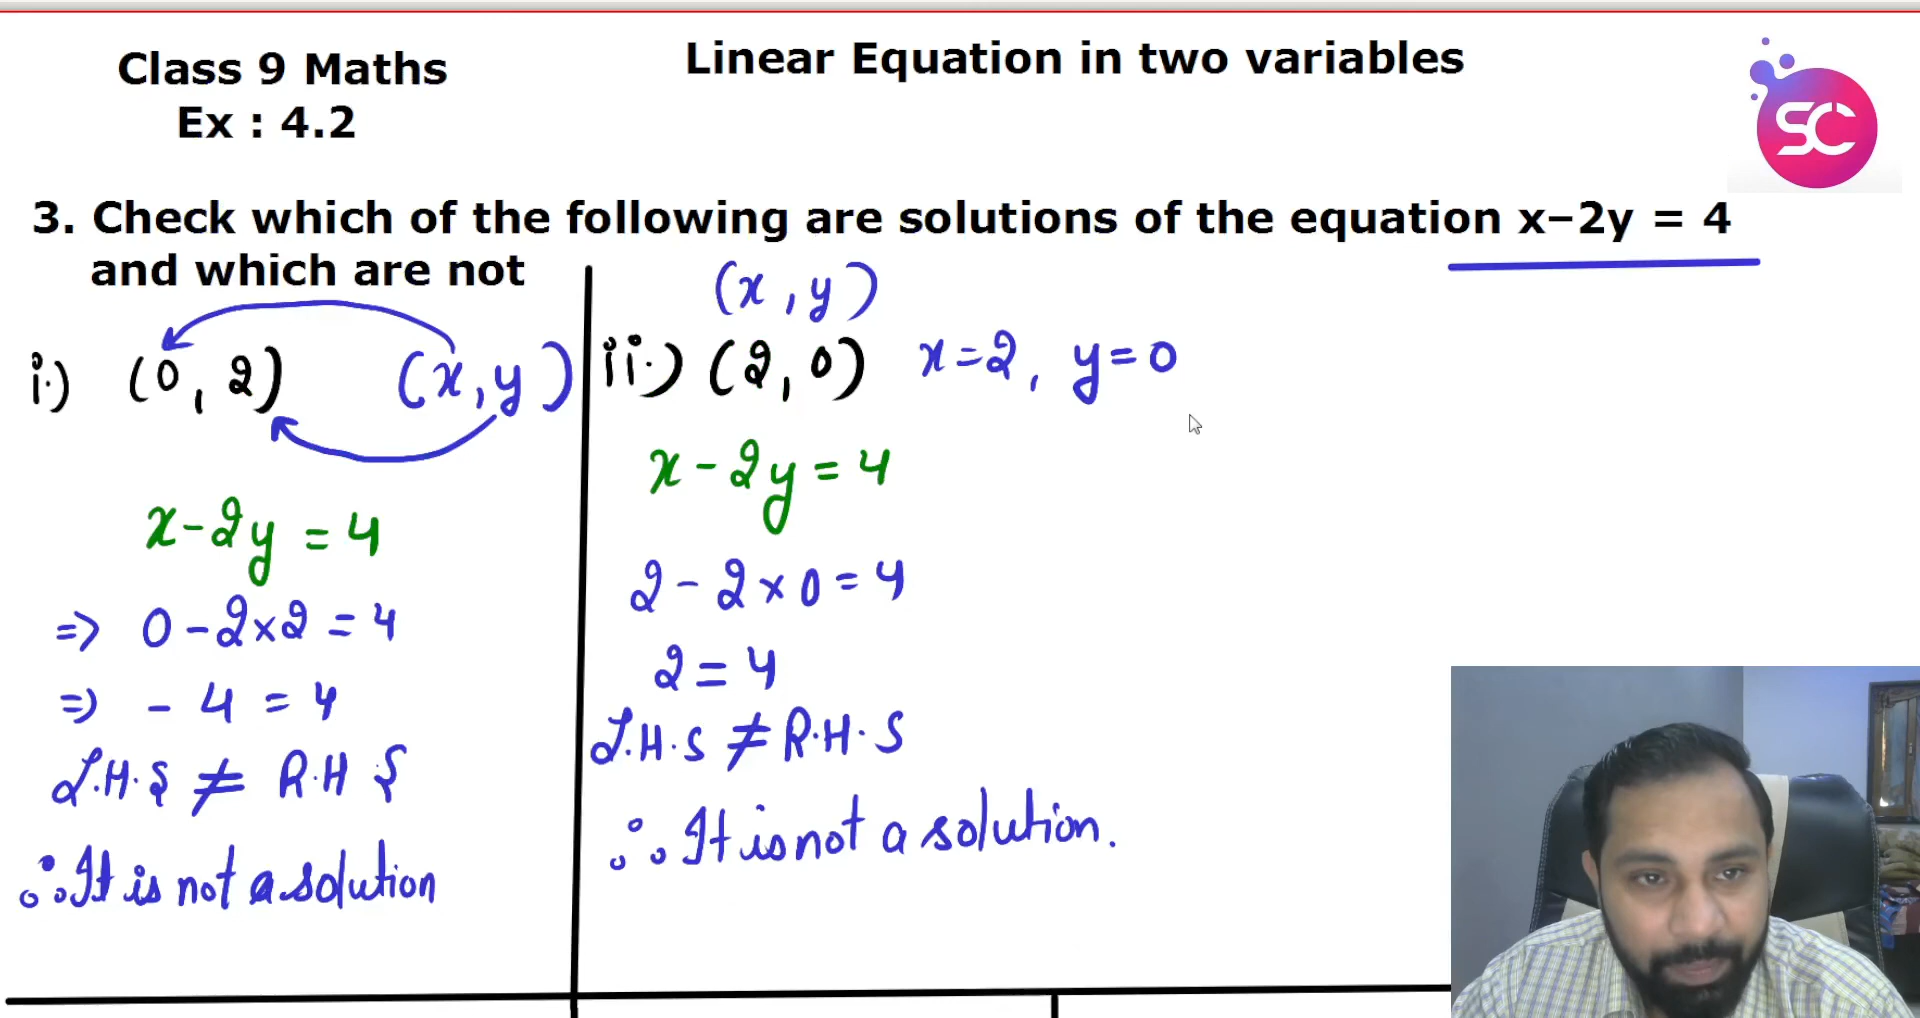 Class 9 Maths
Ex : 4.2
Linear Equation in two variables
SC
3. Check which of the following are solutions of the equation x−2y = 4
and which are not
i.) (0, 2) (x, y)
x - 2y = 4
=> 0 - 2×2 = 4
=> - 4 = 4
L.H.S ≠ R.H S
∴ It is not a solution
(x, y)
ii.) (2, 0) x = 2, y = 0
x - 2y = 4
2 - 2 × 0 = 4
2 = 4
L.H.S ≠ R.H.S
∴ It is not a solution.